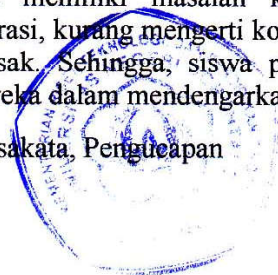 memiliki masalah
rasi, kurang mengerti ko
sak. Sehingga, siswa p
eka dalam mendengarka
sakata, Pengucapan